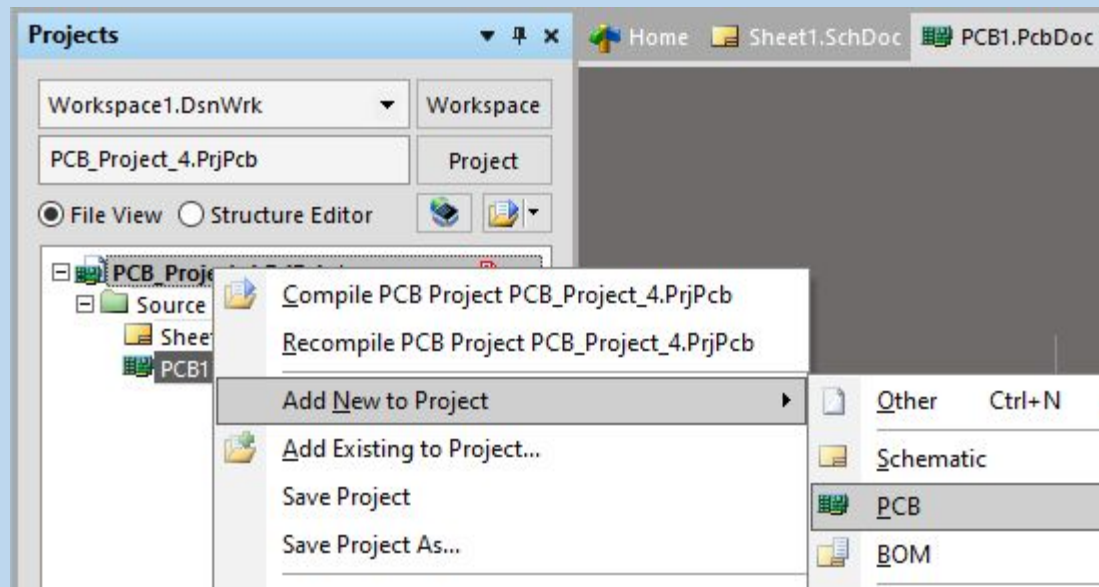 Projects
Home Sheet1.SchDoc PCB1.PcbDoc
Workspace1.DsnWrk Workspace
PCB_Project_4.PrjPcb Project
File View Structure Editor
Source
PCB1
Compile PCB Project PCB_Project_4.PrjPcb
Recompile PCB Project PCB_Project_4.PrjPcb
Add New to Project
Add Existing to Project...
Save Project
Save Project As...
Other Ctrl+N
Schematic
PCB
BOM